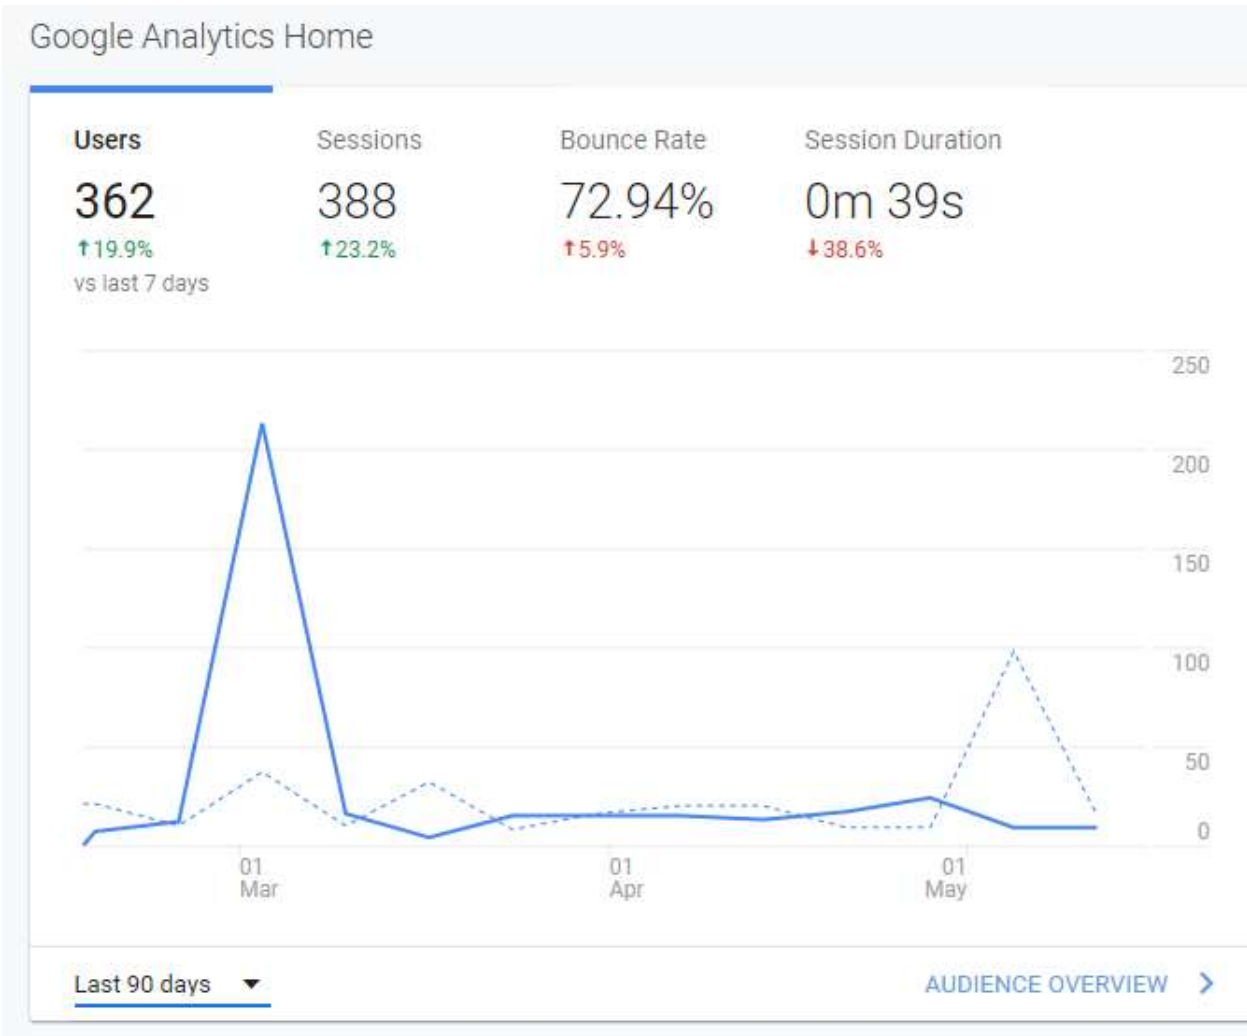 Google Analytics Home
Users Sessions Bounce Rate Session Duration
362 388 72.94% 0m 39s
↑19.9% ↑23.2% ↑5.9% ↓38.6%
vs last 7 days
250
200
150
100
50
0
01 01 01
Mar Apr May
Last 90 days AUDIENCE OVERVIEW